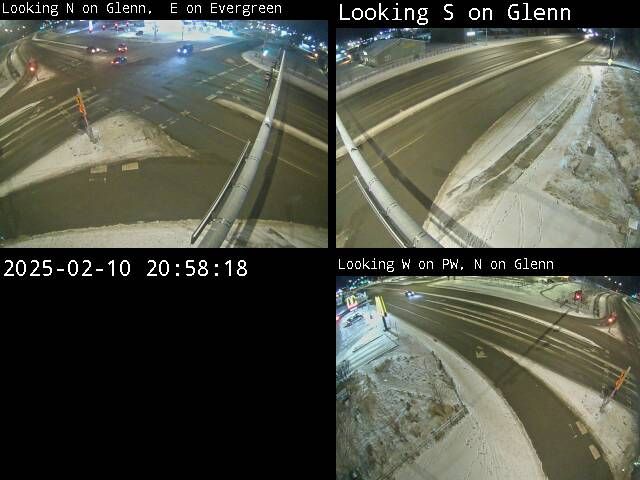 Looking N on Glenn,  E on Evergreen
Looking S on Glenn
2025-02-10 20:58:18
Looking W on PW, N on Glenn